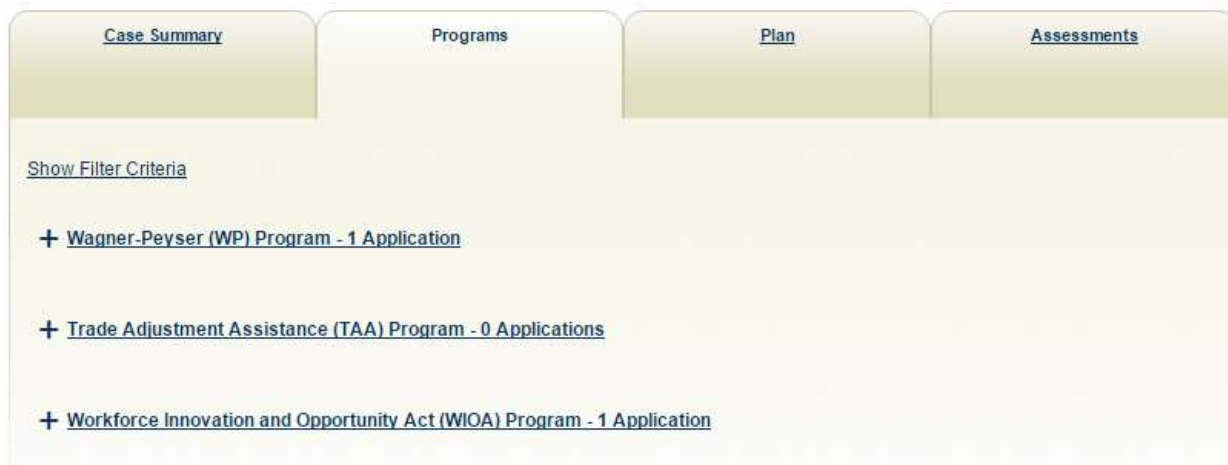 Case Summary Programs Plan Assessments
Show Filter Criteria
Wagner-Peyser (WP) Program - 1 Application
Trade Adjustment Assistance (TAA) Program - 0 Applications
Workforce Innovation and Opportunity Act (WIOA) Program - 1 Application